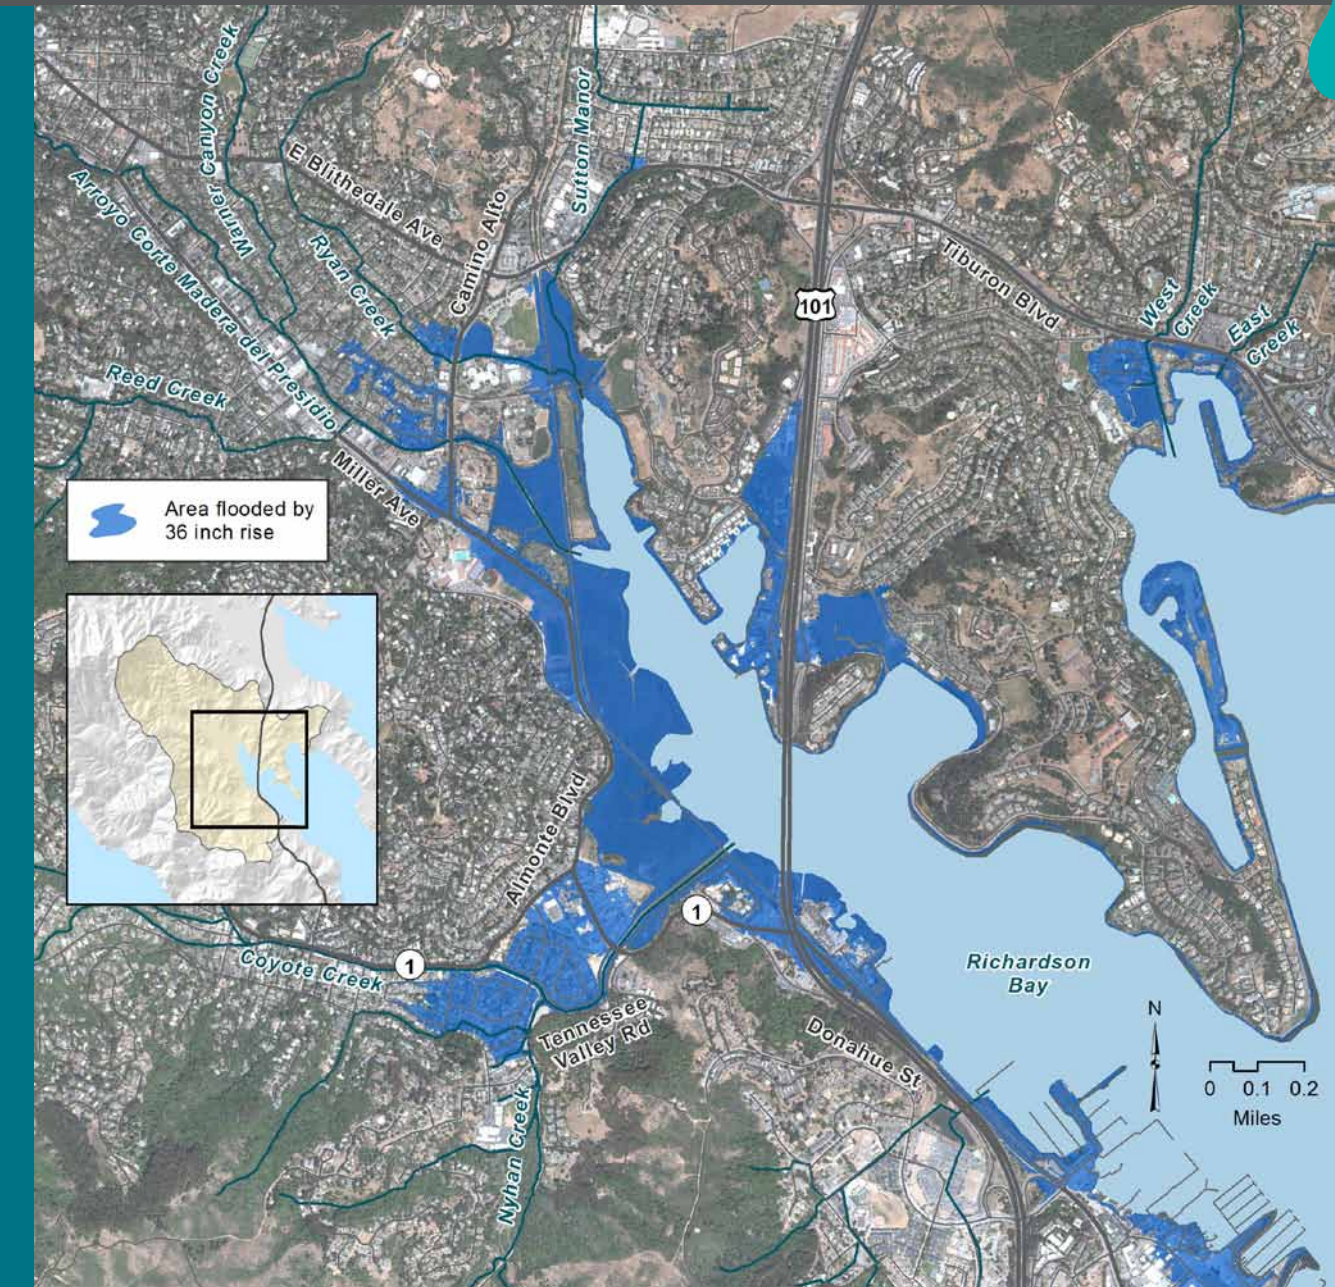 Warner Canyon Creek
Sutton Manor
E Blithedale Ave
Arroyo Corte Madera del Presidio
Camino Alto
Ryan Creek
101
Tiburon Blvd
West
Creek
East
Creek
Reed Creek
Miller Ave
Area flooded by
36 inch rise
Almonte Blvd
1
1
Coyote Creek
Richardson
Bay
Tennessee
Valley Rd
Donahue St
Nyhan Creek
N
0 0.1 0.2
Miles